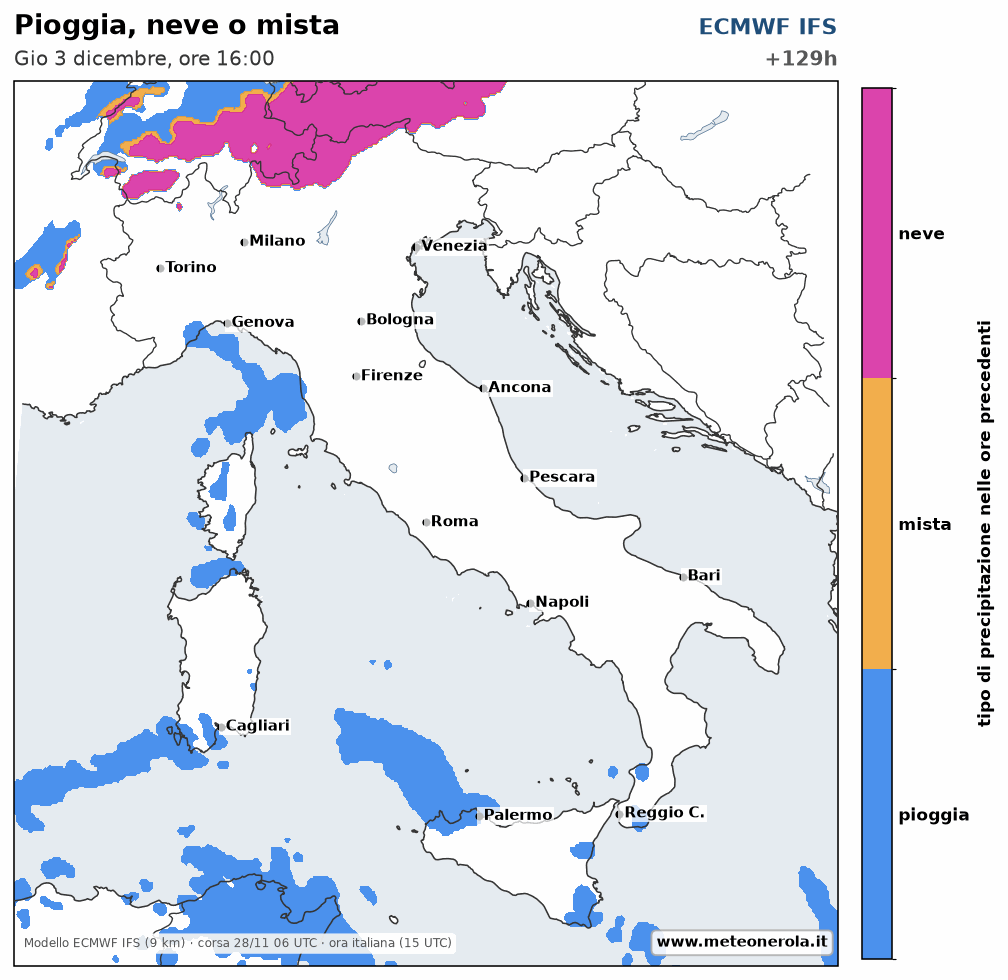 Pioggia, neve o mista
ECMWF IFS
Gio 3 dicembre, ore 16:00
+129h
Milano
Venezia
Torino
Genova
Bologna
Firenze
Ancona
Pescara
Roma
Bari
Napoli
Cagliari
Palermo
Reggio C.
Modello ECMWF IFS (9 km) · corsa 28/11 06 UTC · ora italiana (15 UTC)
www.meteonerola.it
neve
mista
pioggia
tipo di precipitazione nelle ore precedenti